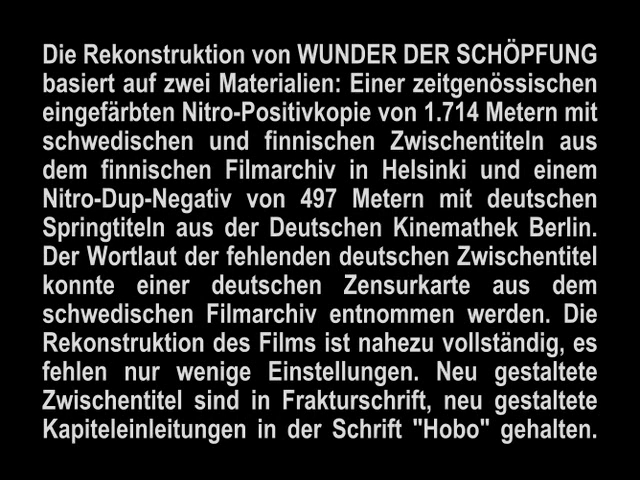 Die Rekonstruktion von WUNDER DER SCHÖPFUNG
basiert auf zwei Materialien: Einer zeitgenössischen
eingefärbten Nitro-Positivkopie von 1.714 Metern mit
schwedischen und finnischen Zwischentiteln aus
dem finnischen Filmarchiv in Helsinki und einem
Nitro-Dup-Negativ von 497 Metern mit deutschen
Springtiteln aus der Deutschen Kinemathek Berlin.
Der Wortlaut der fehlenden deutschen Zwischentitel
konnte einer deutschen Zensurkarte aus dem
schwedischen Filmarchiv entnommen werden. Die
Rekonstruktion des Films ist nahezu vollständig, es
fehlen nur wenige Einstellungen. Neu gestaltete
Zwischentitel sind in Frakturschrift, neu gestaltete
Kapiteleinleitungen in der Schrift "Hobo" gehalten.